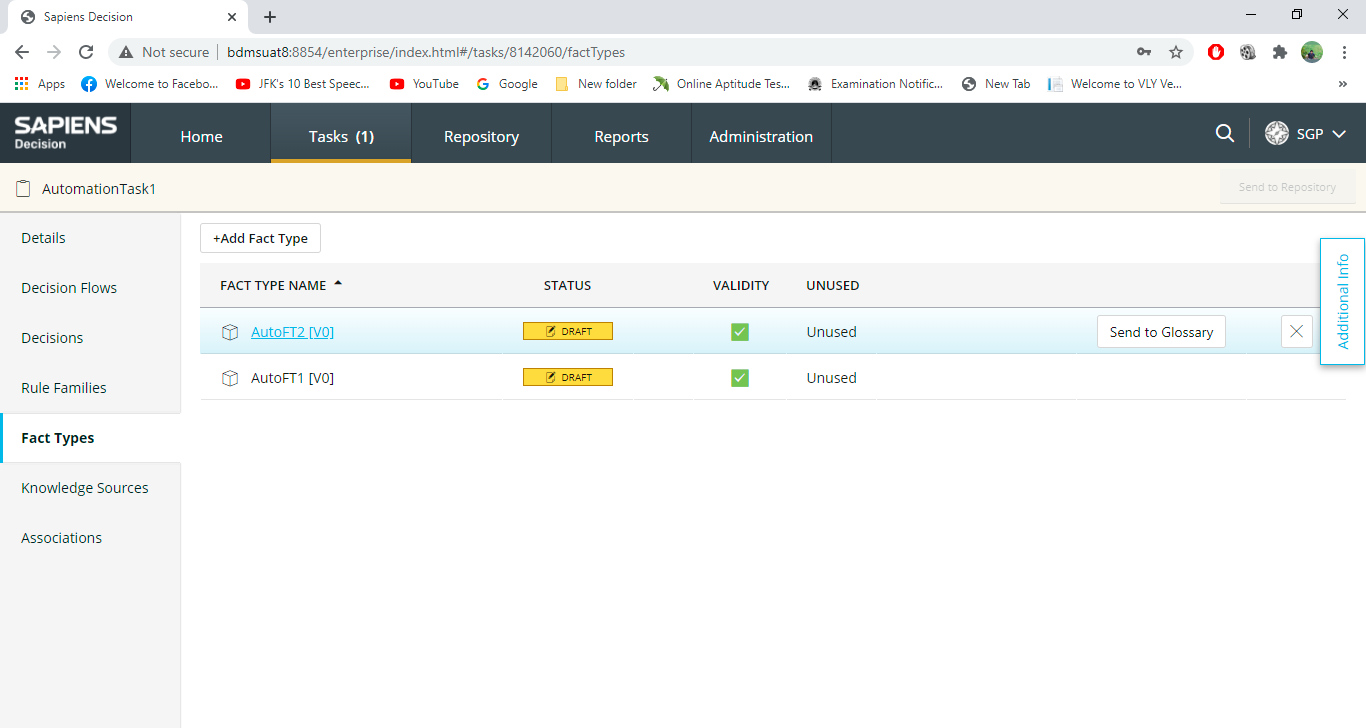 Sapiens Decision
Not secure
bdmsuat8:8854/enterprise/index.html#/tasks/8142060/factTypes
Apps
Welcome to Facebo...
JFK's 10 Best Speec...
YouTube
Google
New folder
Online Aptitude Tes...
Examination Notific...
New Tab
Welcome to VLY Ve...
»
SAPIENS
Decision
Home
Tasks (1)
Repository
Reports
Administration
SGP
AutomationTask1
Send to Repository
Details
Decision Flows
Decisions
Rule Families
Fact Types
Knowledge Sources
Associations
+Add Fact Type
FACT TYPE NAME
STATUS
VALIDITY
UNUSED
AutoFT2 [V0]
DRAFT
Unused
Send to Glossary
AutoFT1 [V0]
DRAFT
Unused
Additional Info